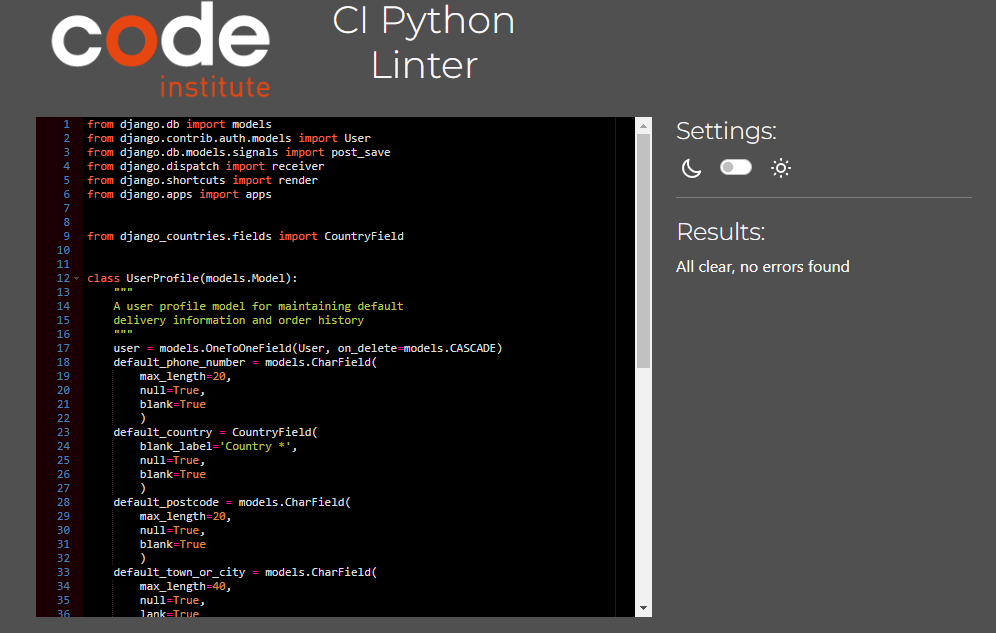 code
institute
CI Python
Linter
1 from django.db import models
2 from django.contrib.auth.models import User
3 from django.db.models.signals import post_save
4 from django.dispatch import receiver
5 from django.shortcuts import render
6 from django.apps import apps
7
8
9 from django_countries.fields import CountryField
10
11
12 class UserProfile(models.Model):
13 """
14 A user profile model for maintaining default
15 delivery information and order history
16 """
17 user = models.OneToOneField(User, on_delete=models.CASCADE)
18 default_phone_number = models.CharField(
19 max_length=20,
20 null=True,
21 blank=True
22 )
23 default_country = CountryField(
24 blank_label='Country *',
25 null=True,
26 blank=True
27 )
28 default_postcode = models.CharField(
29 max_length=20,
30 null=True,
31 blank=True
32 )
33 default_town_or_city = models.CharField(
34 max_length=40,
35 null=True,
36 lank=True
Settings:
Results:
All clear, no errors found